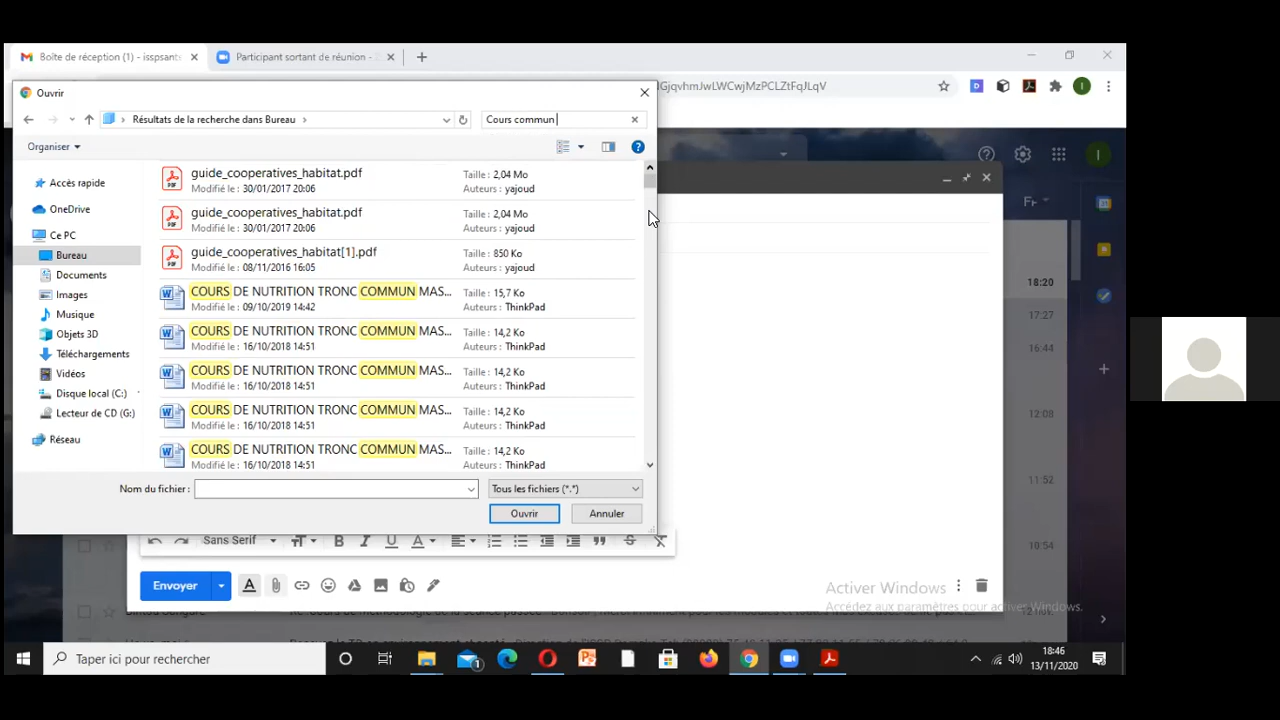 Boîte de réception (1) - isspsante
Participant sortant de réunion -
Ouvrir
GjqvhmJwLWCwjMzPCLZtFqJLqV
Résultats de la recherche dans Bureau
Cours commun
Organiser
Accès rapide
OneDrive
Ce PC
Bureau
Documents
Images
Musique
Objets 3D
Téléchargements
Vidéos
Disque local (C:)
Lecteur de CD (G:)
Réseau
guide_cooperatives_habitat.pdf
Modifié le : 30/01/2017 20:06
Taille : 2,04 Mo
Auteurs : yajoud
guide_cooperatives_habitat.pdf
Modifié le : 30/01/2017 20:06
Taille : 2,04 Mo
Auteurs : yajoud
guide_cooperatives_habitat[1].pdf
Modifié le : 08/11/2016 16:05
Taille : 850 Ko
Auteurs : yajoud
COURS DE NUTRITION TRONC COMMUN MAS...
Modifié le : 09/10/2019 14:42
Taille : 15,7 Ko
Auteurs : ThinkPad
COURS DE NUTRITION TRONC COMMUN MAS...
Modifié le : 16/10/2018 14:51
Taille : 14,2 Ko
Auteurs : ThinkPad
COURS DE NUTRITION TRONC COMMUN MAS...
Modifié le : 16/10/2018 14:51
Taille : 14,2 Ko
Auteurs : ThinkPad
COURS DE NUTRITION TRONC COMMUN MAS...
Modifié le : 16/10/2018 14:51
Taille : 14,2 Ko
Auteurs : ThinkPad
COURS DE NUTRITION TRONC COMMUN MAS...
Modifié le : 16/10/2018 14:51
Taille : 14,2 Ko
Auteurs : ThinkPad
Nom du fichier :
Tous les fichiers (*.*)
Ouvrir
Annuler
18:20
17:27
16:44
12:08
11:52
10:54
12 nov.
Sans Serif
Envoyer
Activer Windows
Accédez aux paramètres pour activer Windows.
Taper ici pour rechercher
18:46
13/11/2020